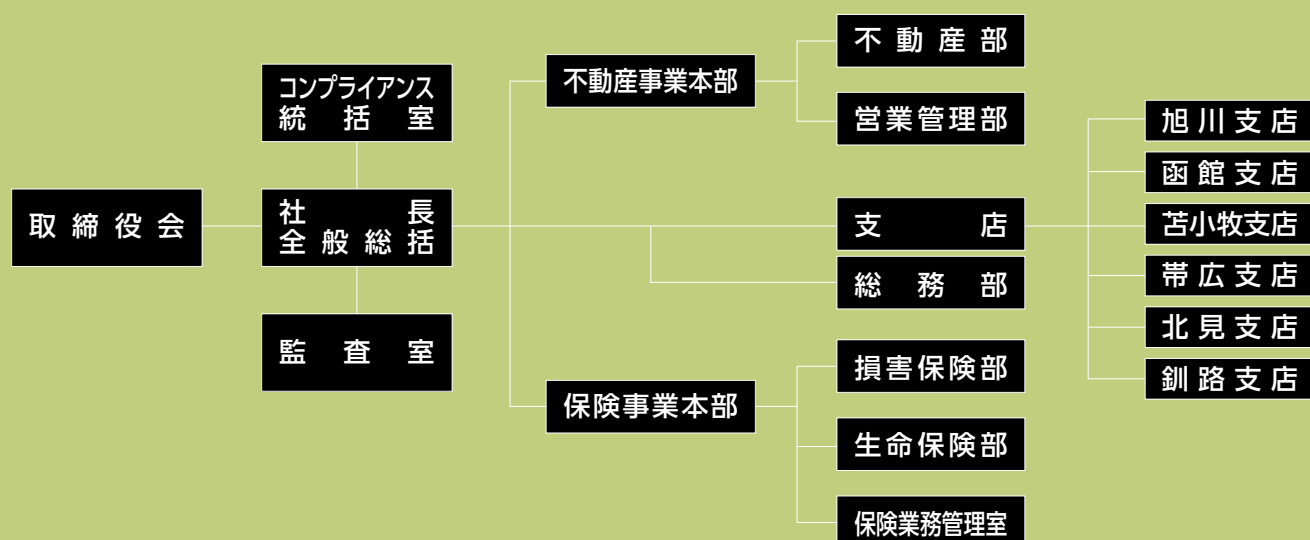 取締役会
コンプライアンス
統括室
社長
全般総括
監査室
不動産事業本部
保険事業本部
不動産部
営業管理部
支店
総務部
損害保険部
生命保険部
保険業務管理室
旭川支店
函館支店
苫小牧支店
帯広支店
北見支店
釧路支店